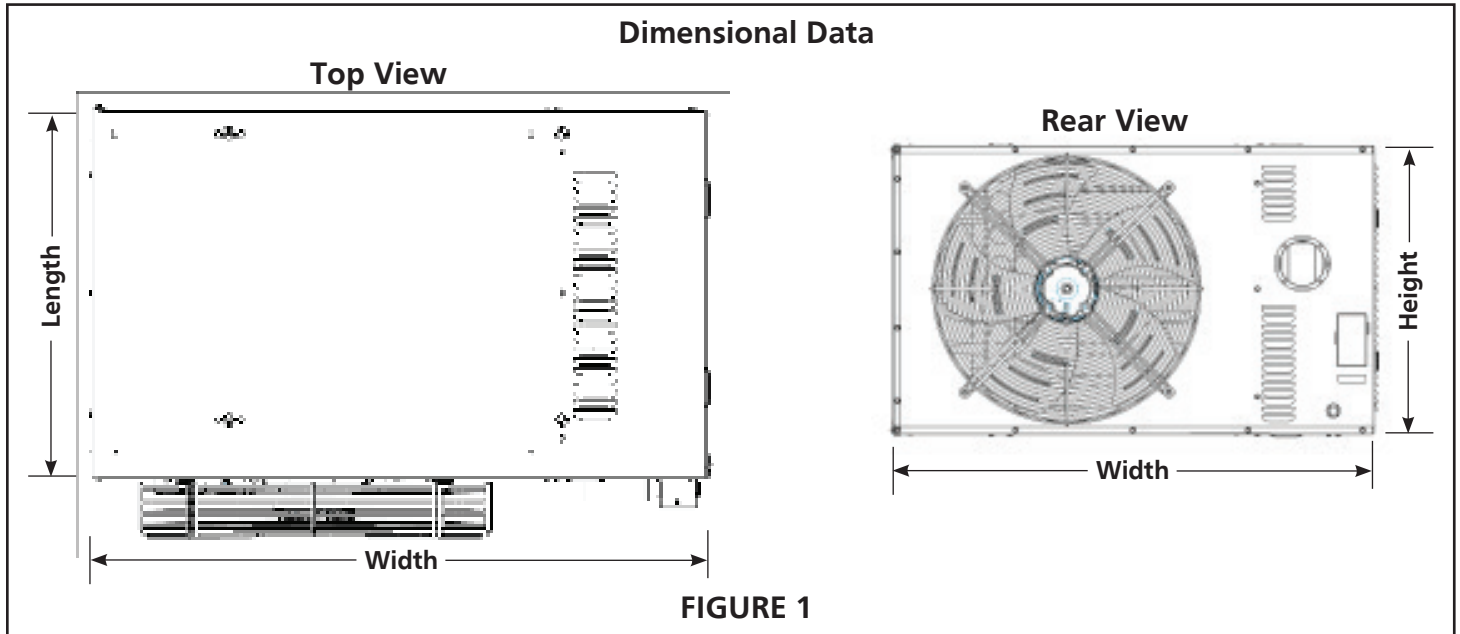 Dimensional Data
Top View
Rear View
Length
Height
Width
Width
FIGURE 1